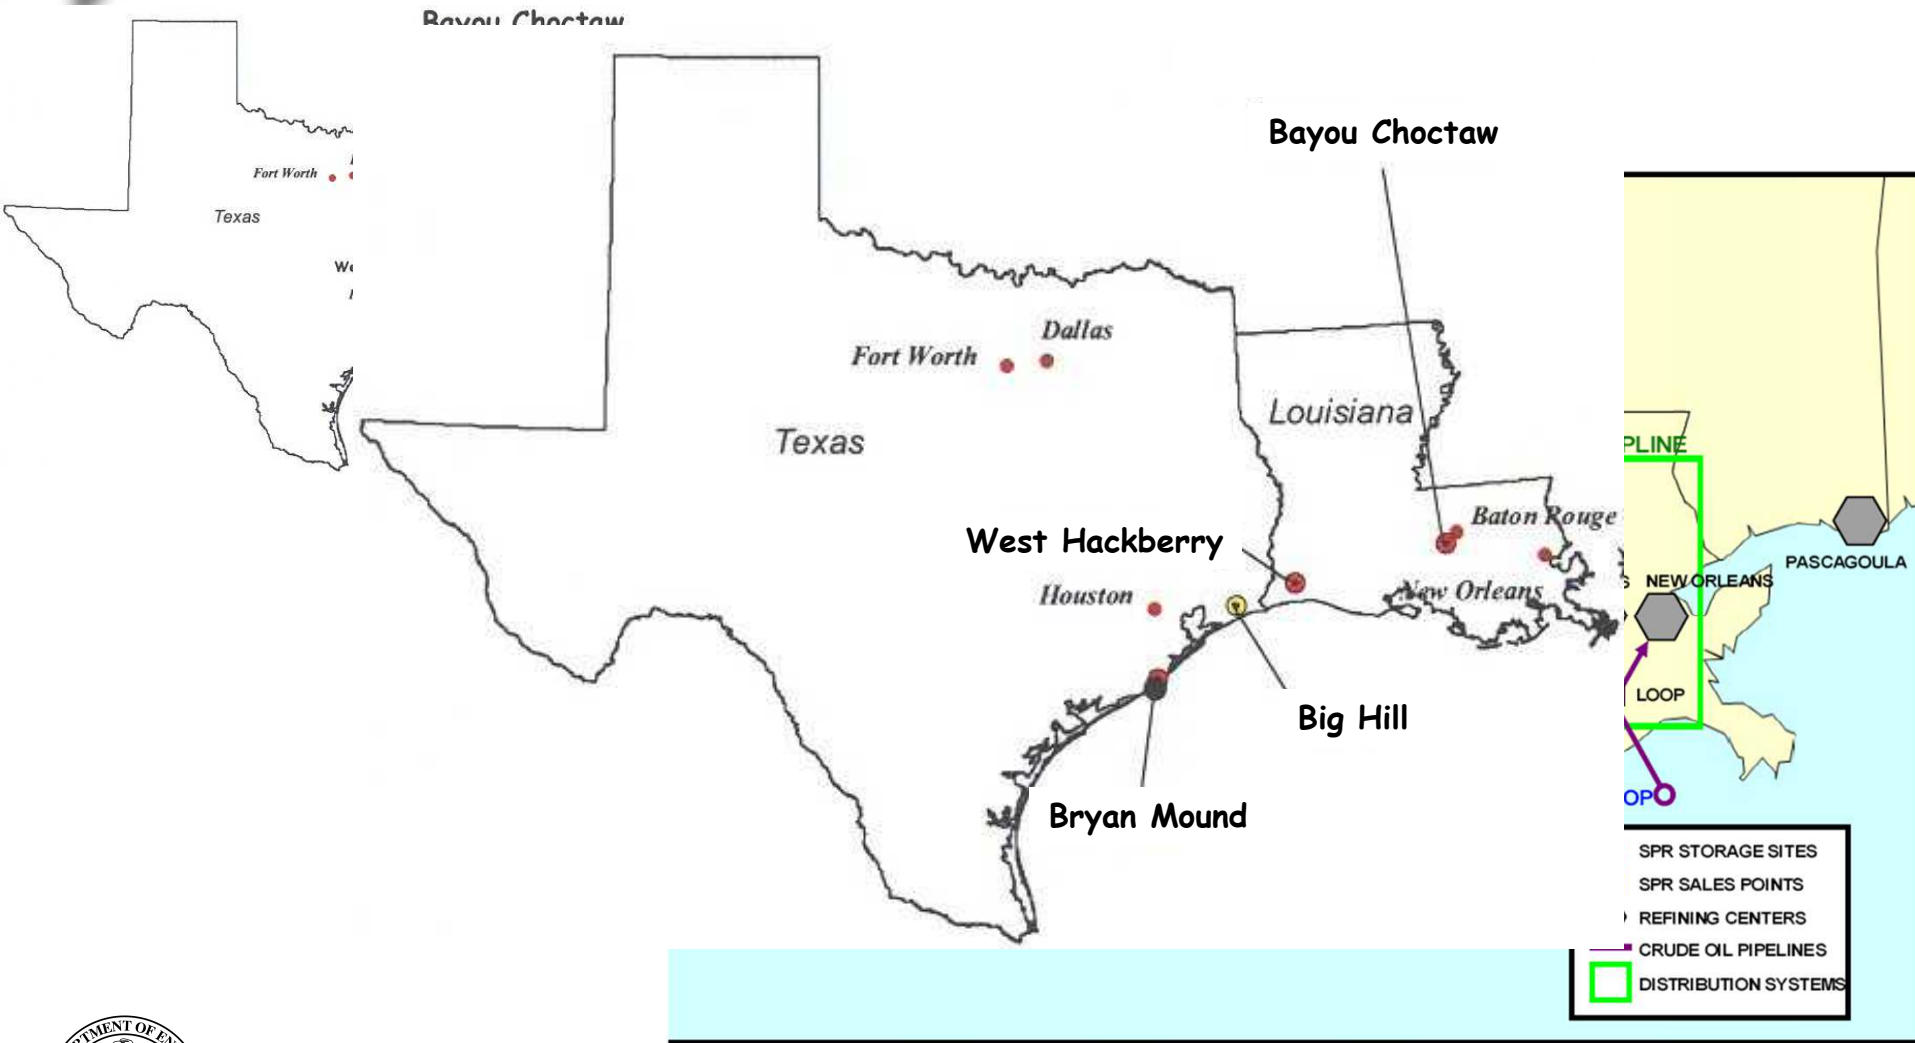 Bayou Choctaw
Fort Worth
Texas
Bayou Choctaw
Dallas
Fort Worth
Louisiana
Texas
Baton Rouge
West Hackberry
Houston
New Orleans
Big Hill
Bryan Mound
PLINE
PASCAGOULA
NEW ORLEANS
LOOP
OP
SPR STORAGE SITES
SPR SALES POINTS
REFINING CENTERS
CRUDE OIL PIPELINES
DISTRIBUTION SYSTEMS